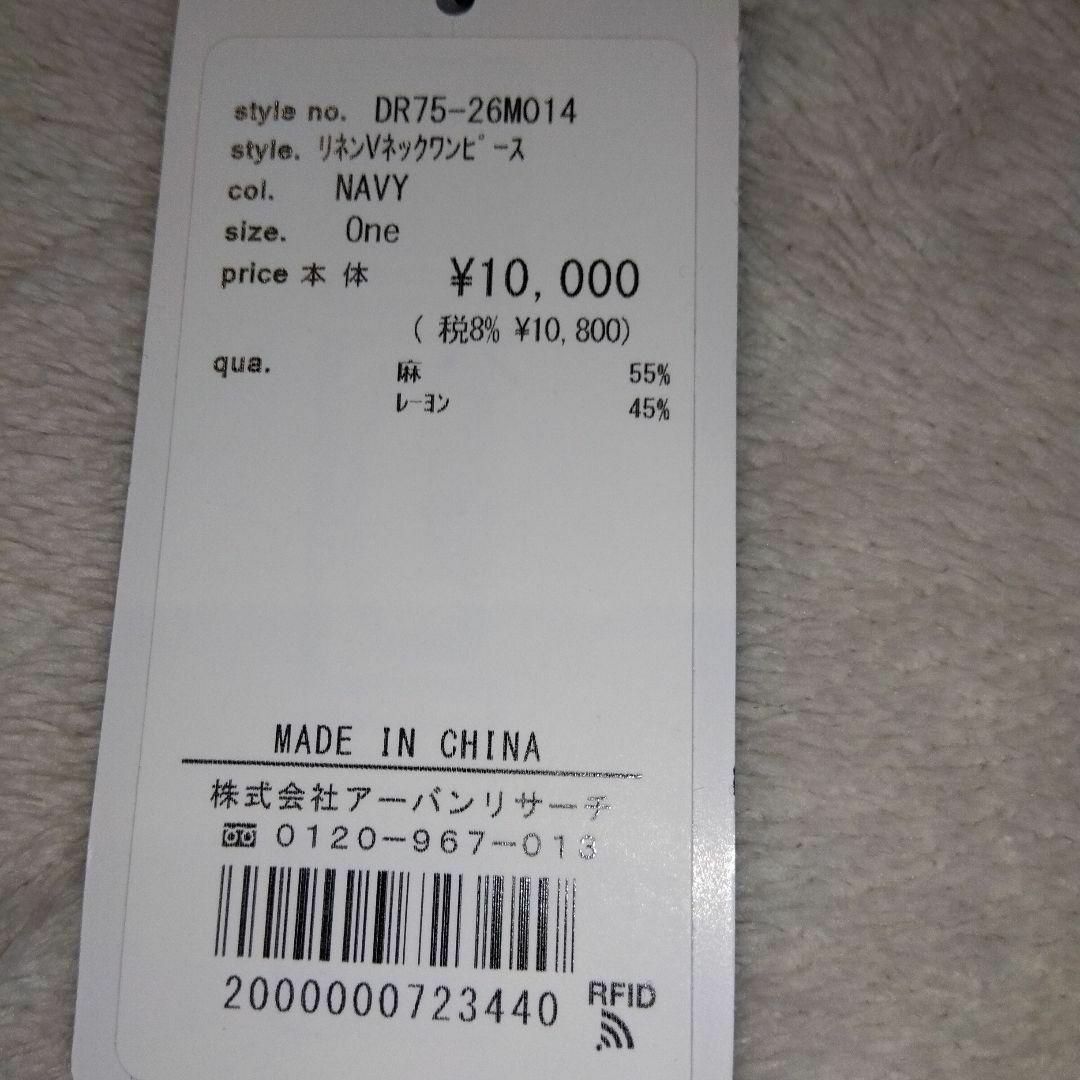 style no. DR75-26M014
style. ﾘﾈﾝVﾈｯｸﾜﾝﾋﾟｰｽ
col. NAVY
size. One
price 本 体 ¥10,000
( 税8% ¥10,800)
qua. 麻 55%
ﾚｰﾖﾝ 45%
MADE IN CHINA
株式会社アーバンリサーチ
0120-967-013
2000000723440
RFID